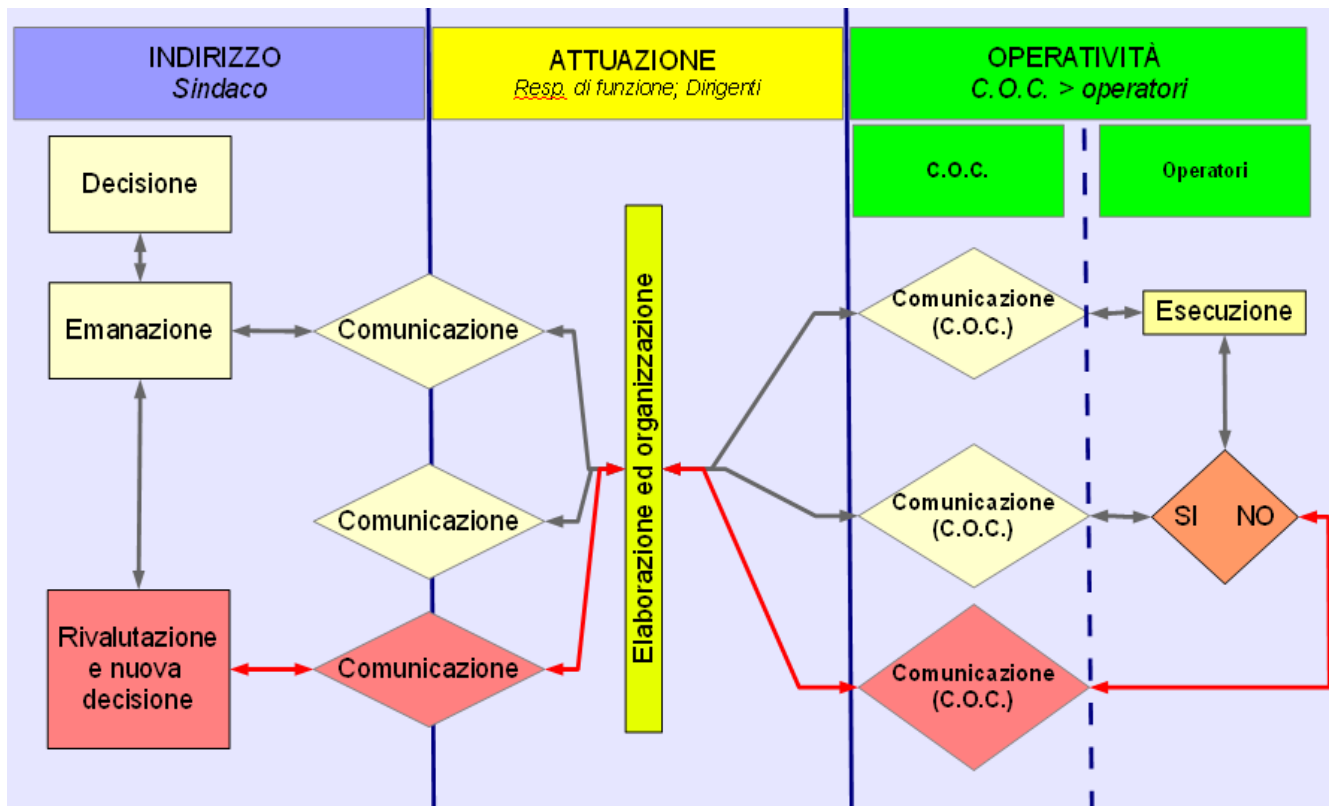 INDIRIZZO
Sindaco
ATTUAZIONE
Resp. di funzione; Dirigenti
OPERATIVITÀ
C.O.C. > operatori
C.O.C.
Operatori
Decisione
Emanazione
Comunicazione
Comunicazione
Rivalutazione
e nuova
decisione
Comunicazione
Elaborazione ed organizzazione
Comunicazione
(C.O.C.)
Esecuzione
Comunicazione
(C.O.C.)
SI NO
Comunicazione
(C.O.C.)